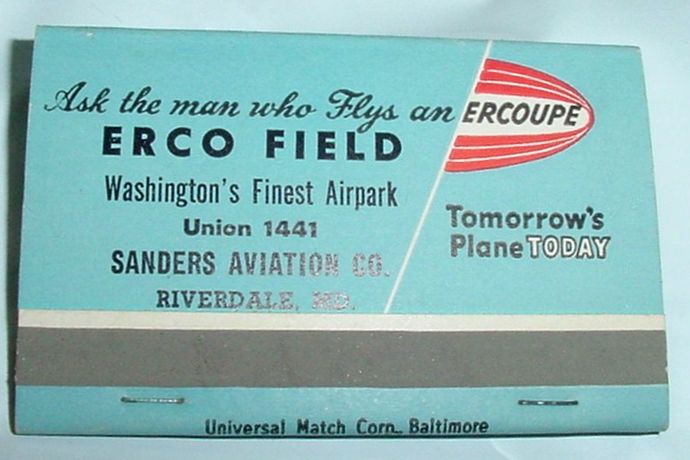 Ask the man who Flys an ERCOUPE
ERCO FIELD
Washington's Finest Airpark
Union 1441
SANDERS AVIATION CO.
RIVERDALE, MD.
Tomorrow's
Plane TODAY
Universal Match Corp. Baltimore